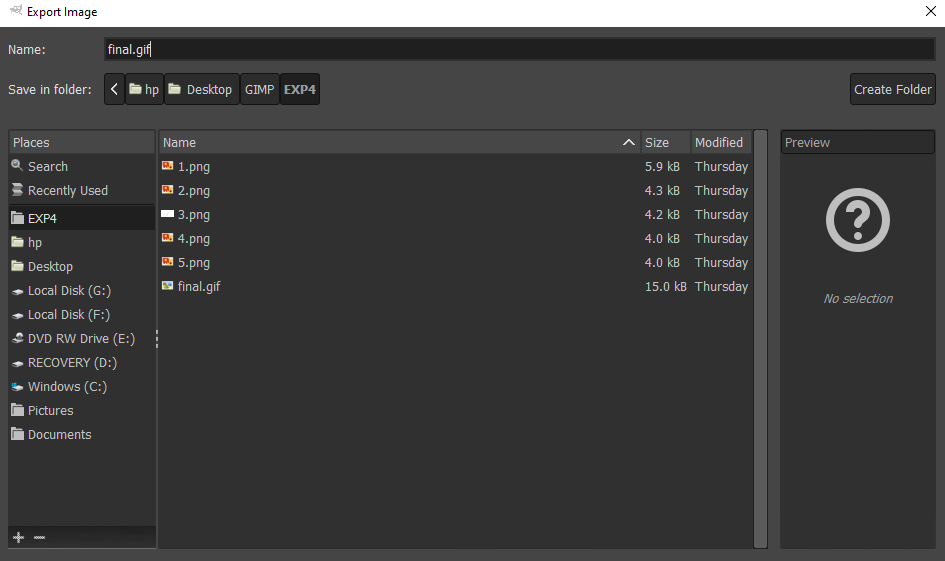 Export Image
Name: final.gif
Save in folder: hp Desktop GIMP EXP4 Create Folder
Places
Search
Recently Used
EXP4
hp
Desktop
Local Disk (G:)
Local Disk (F:)
DVD RW Drive (E:)
RECOVERY (D:)
Windows (C:)
Pictures
Documents
Name Size Modified
1.png 5.9 kB Thursday
2.png 4.3 kB Thursday
3.png 4.2 kB Thursday
4.png 4.0 kB Thursday
5.png 4.0 kB Thursday
final.gif 15.0 kB Thursday
Preview
No selection